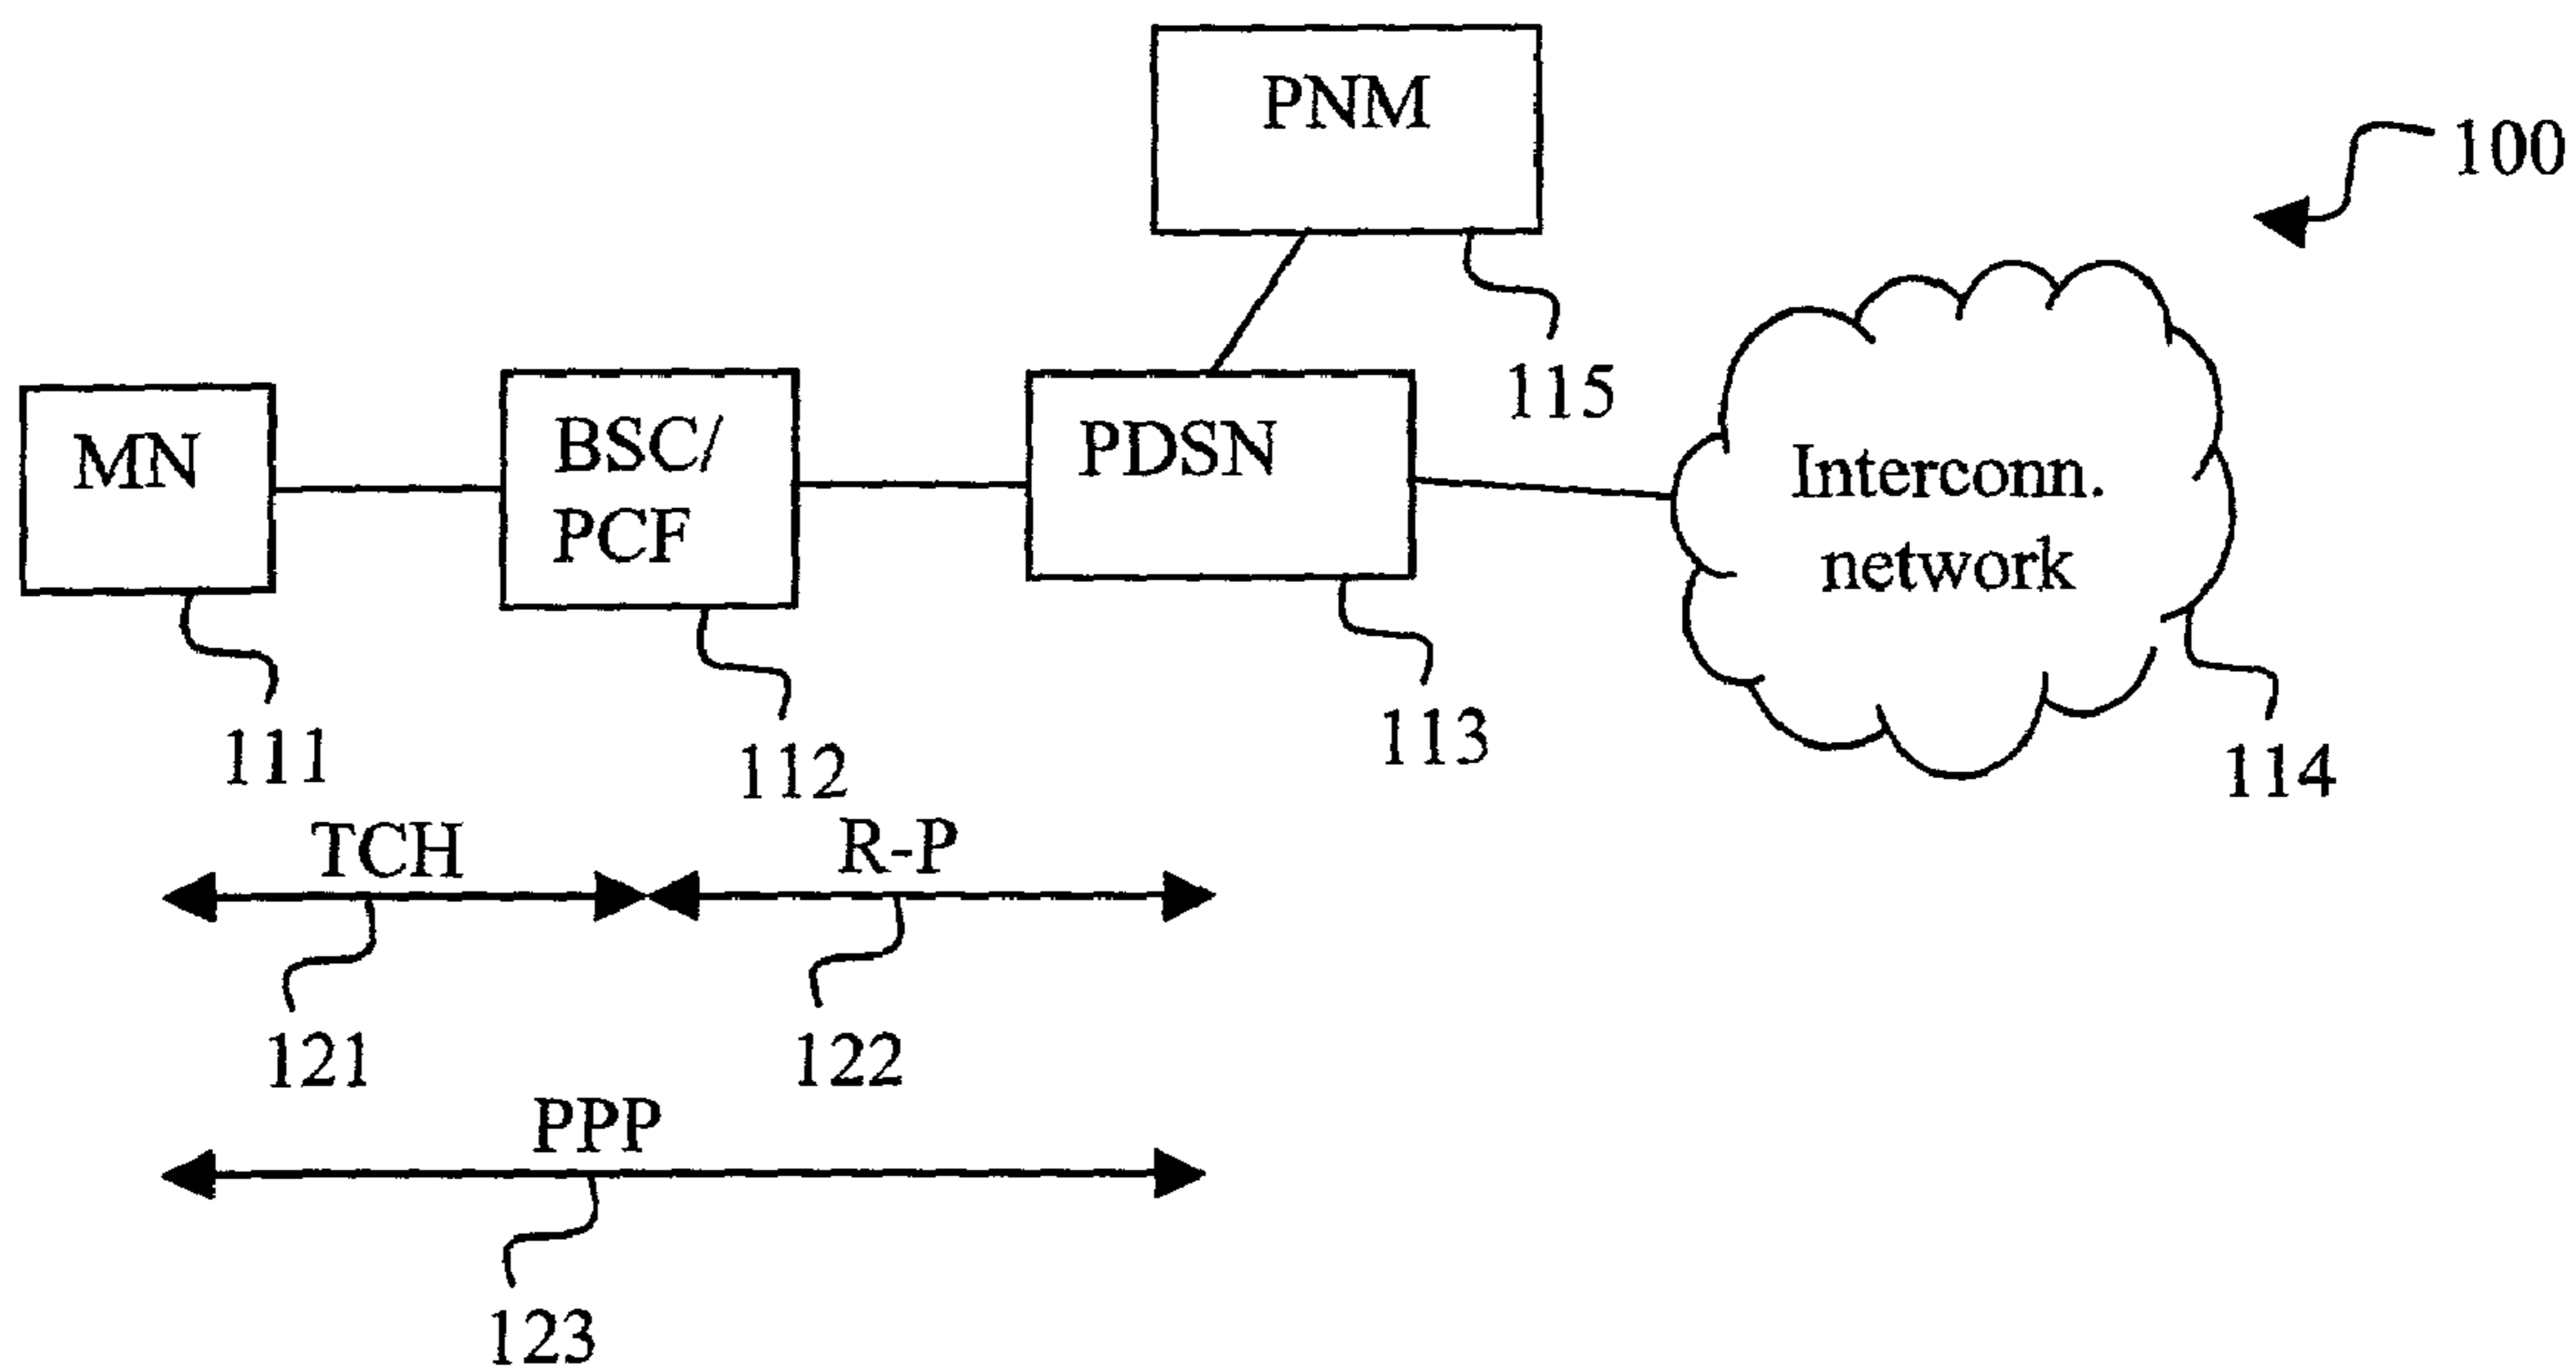 PNM
100
115
MN
BSC/
PCF
PDSN
Interconn.
network
111
112
113
114
TCH
R-P
121
122
PPP
123